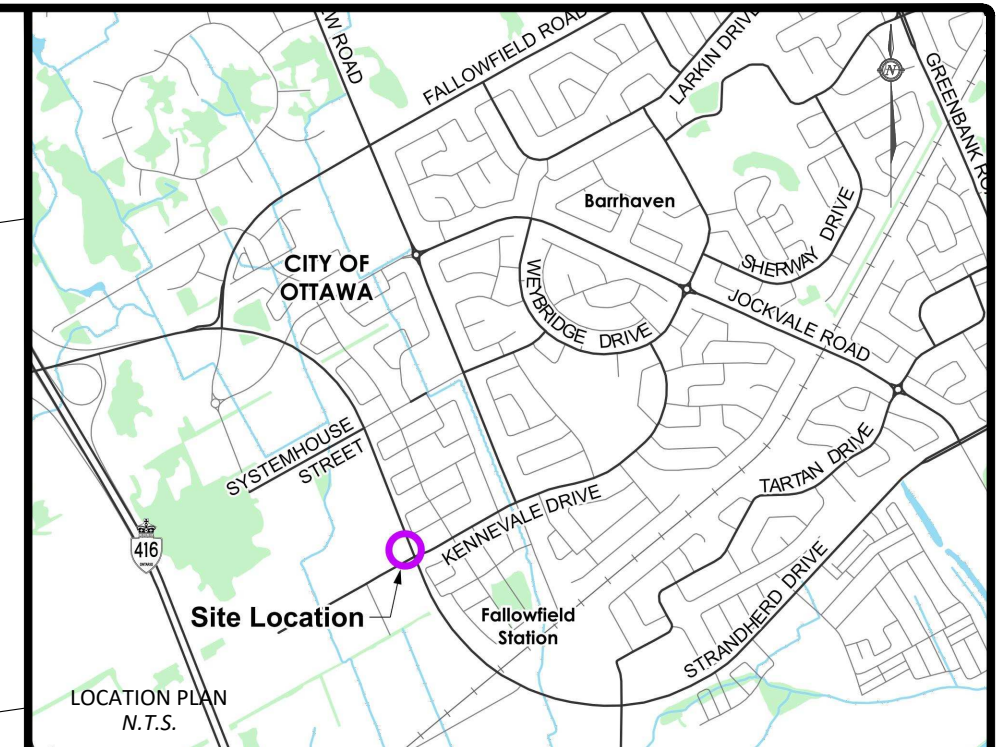 FALLOWFIELD ROAD
LARKIN DRIVE
N
Barrhaven
CITY OF
OTTAWA
SHERWAY DRIVE
WEYBRIDGE DRIVE
JOCKVALE ROAD
SYSTEMHOUSE
STREET
TARTAN DRIVE
KENNEVALE DRIVE
416
ONTARIO
Site Location
Fallowfield
Station
STRANDHERD DRIVE
LOCATION PLAN
N.T.S.
ROAD
GREENBANK